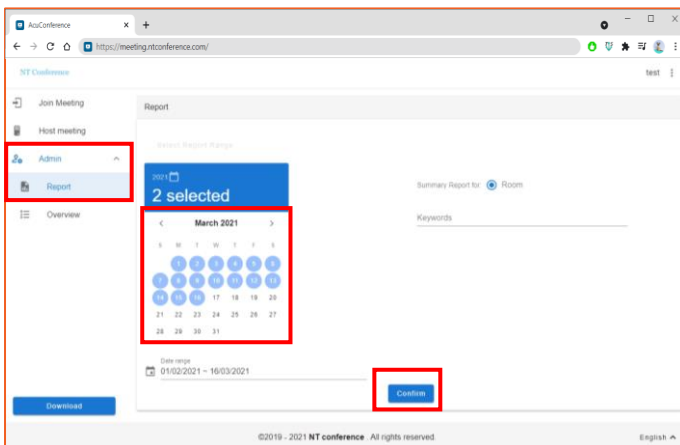 AcuConference
https://meeting.ntconference.com/
NT Conference
test
Join Meeting
Host meeting
Admin
Report
Overview
Download
Report
Select Report Range
2021
2 selected
March 2021
S M T W T F S
1 2 3 4 5 6
7 8 9 10 11 12 13
14 15 16 17 18 19 20
21 22 23 24 25 26 27
28 29 30 31
Date range
01/02/2021 ~ 16/03/2021
Summary Report for: Room
Keywords
Confirm
©2019 - 2021 NT conference . All rights reserved.
English